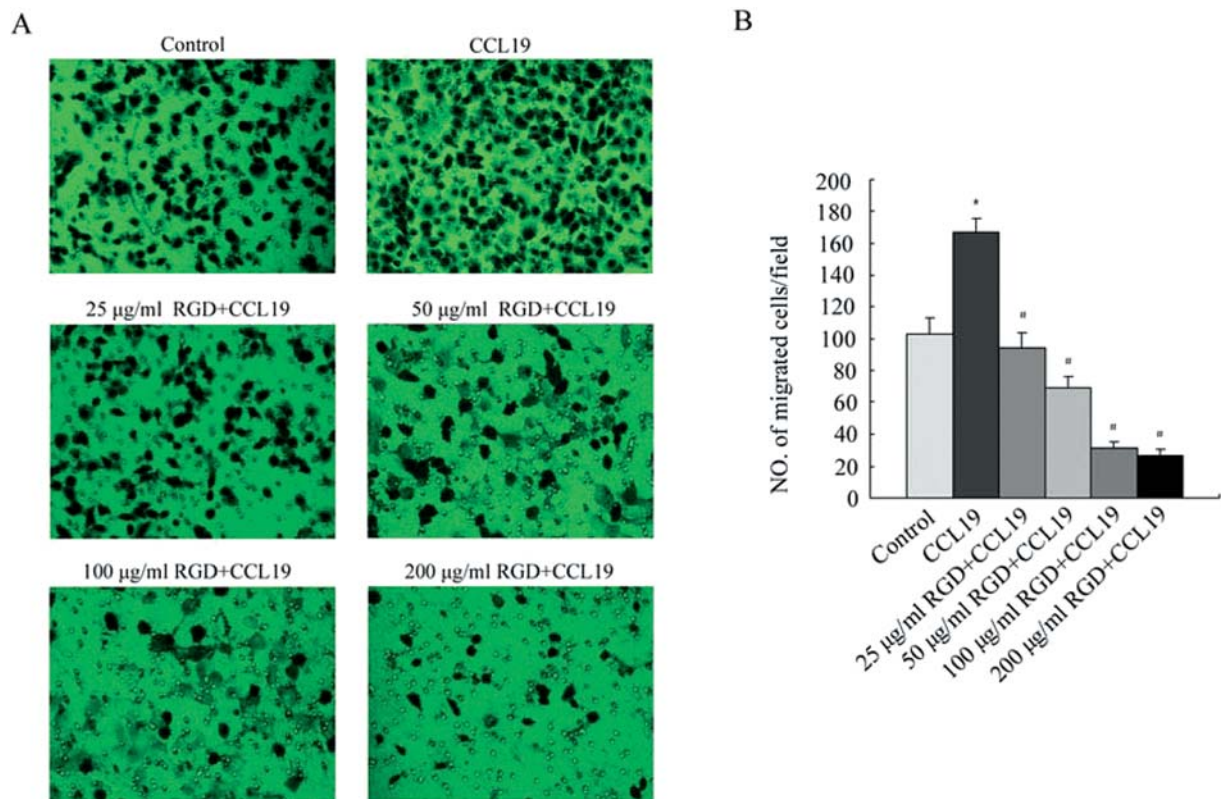 A
Control
CCL19
25 μg/ml RGD+CCL19
50 μg/ml RGD+CCL19
100 μg/ml RGD+CCL19
200 μg/ml RGD+CCL19
B
NO. of migrated cells/field
200
180
160
140
120
100
80
60
40
20
0
*
#
#
#
#
Control
CCL19
25 μg/ml RGD+CCL19
50 μg/ml RGD+CCL19
100 μg/ml RGD+CCL19
200 μg/ml RGD+CCL19